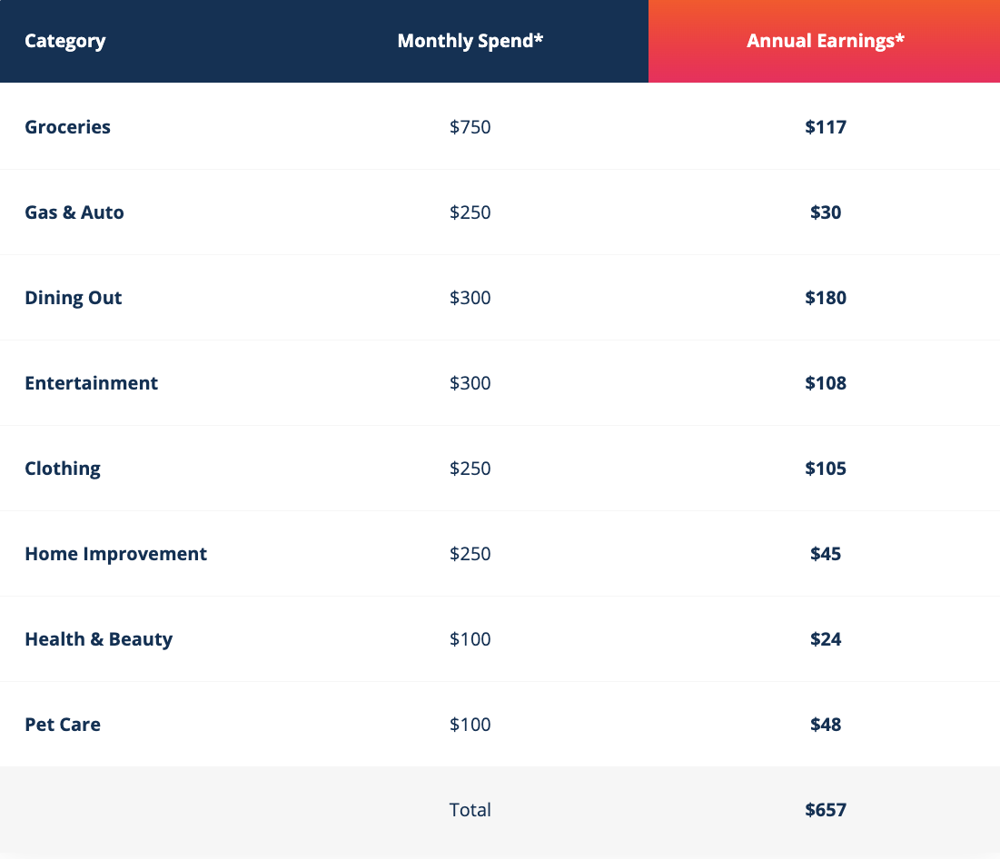 Category Monthly Spend* Annual Earnings*
Groceries $750 $117
Gas & Auto $250 $30
Dining Out $300 $180
Entertainment $300 $108
Clothing $250 $105
Home Improvement $250 $45
Health & Beauty $100 $24
Pet Care $100 $48
Total $657